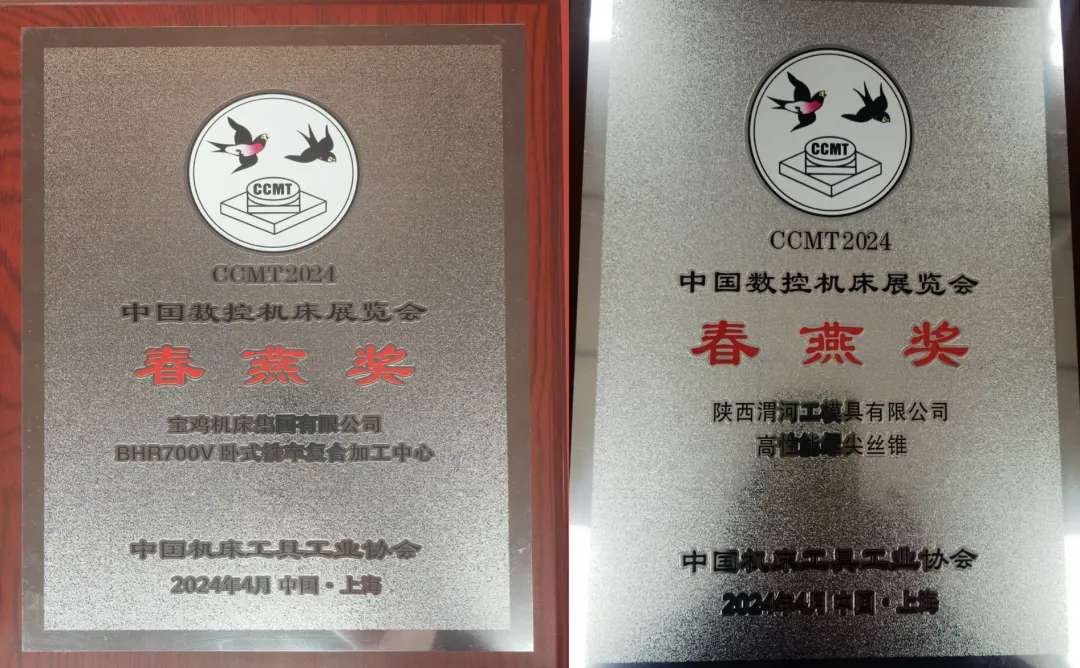 CCMT
CCMT2024
中国数控机床展览会
春燕奖
宝鸡机床集团有限公司
BHR700V 卧式铣车复合加工中心
中国机床工具工业协会
2024年4月 中国·上海
CCMT
CCMT2024
中国数控机床展览会
春燕奖
陕西渭河工模具有限公司
高性能螺尖丝锥
中国机床工具工业协会
2024年4月 中国·上海